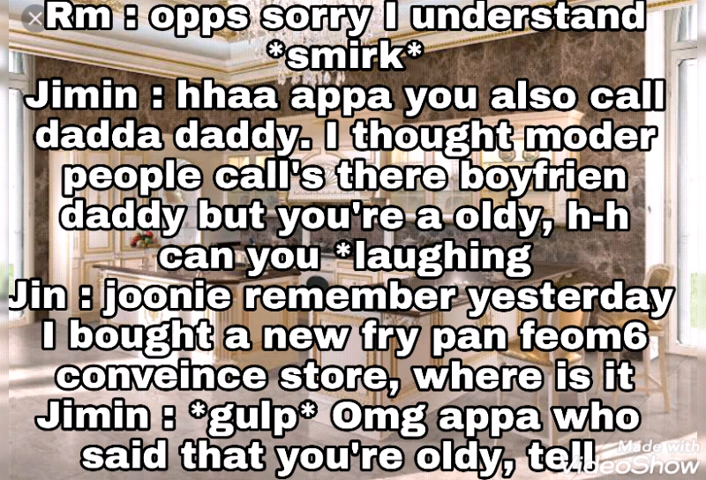 Rm : opps sorry I understand
*smirk*
Jimin : hhaa appa you also call
dadda daddy. I thought moder
people call's there boyfrien
daddy but you're a oldy, h-h
can you *laughing
Jin : joonie remember yesterday
I bought a new fry pan feom6
conveince store, where is it
Jimin : *gulp* Omg appa who
said that you're oldy, tell
Made with
VideoShow